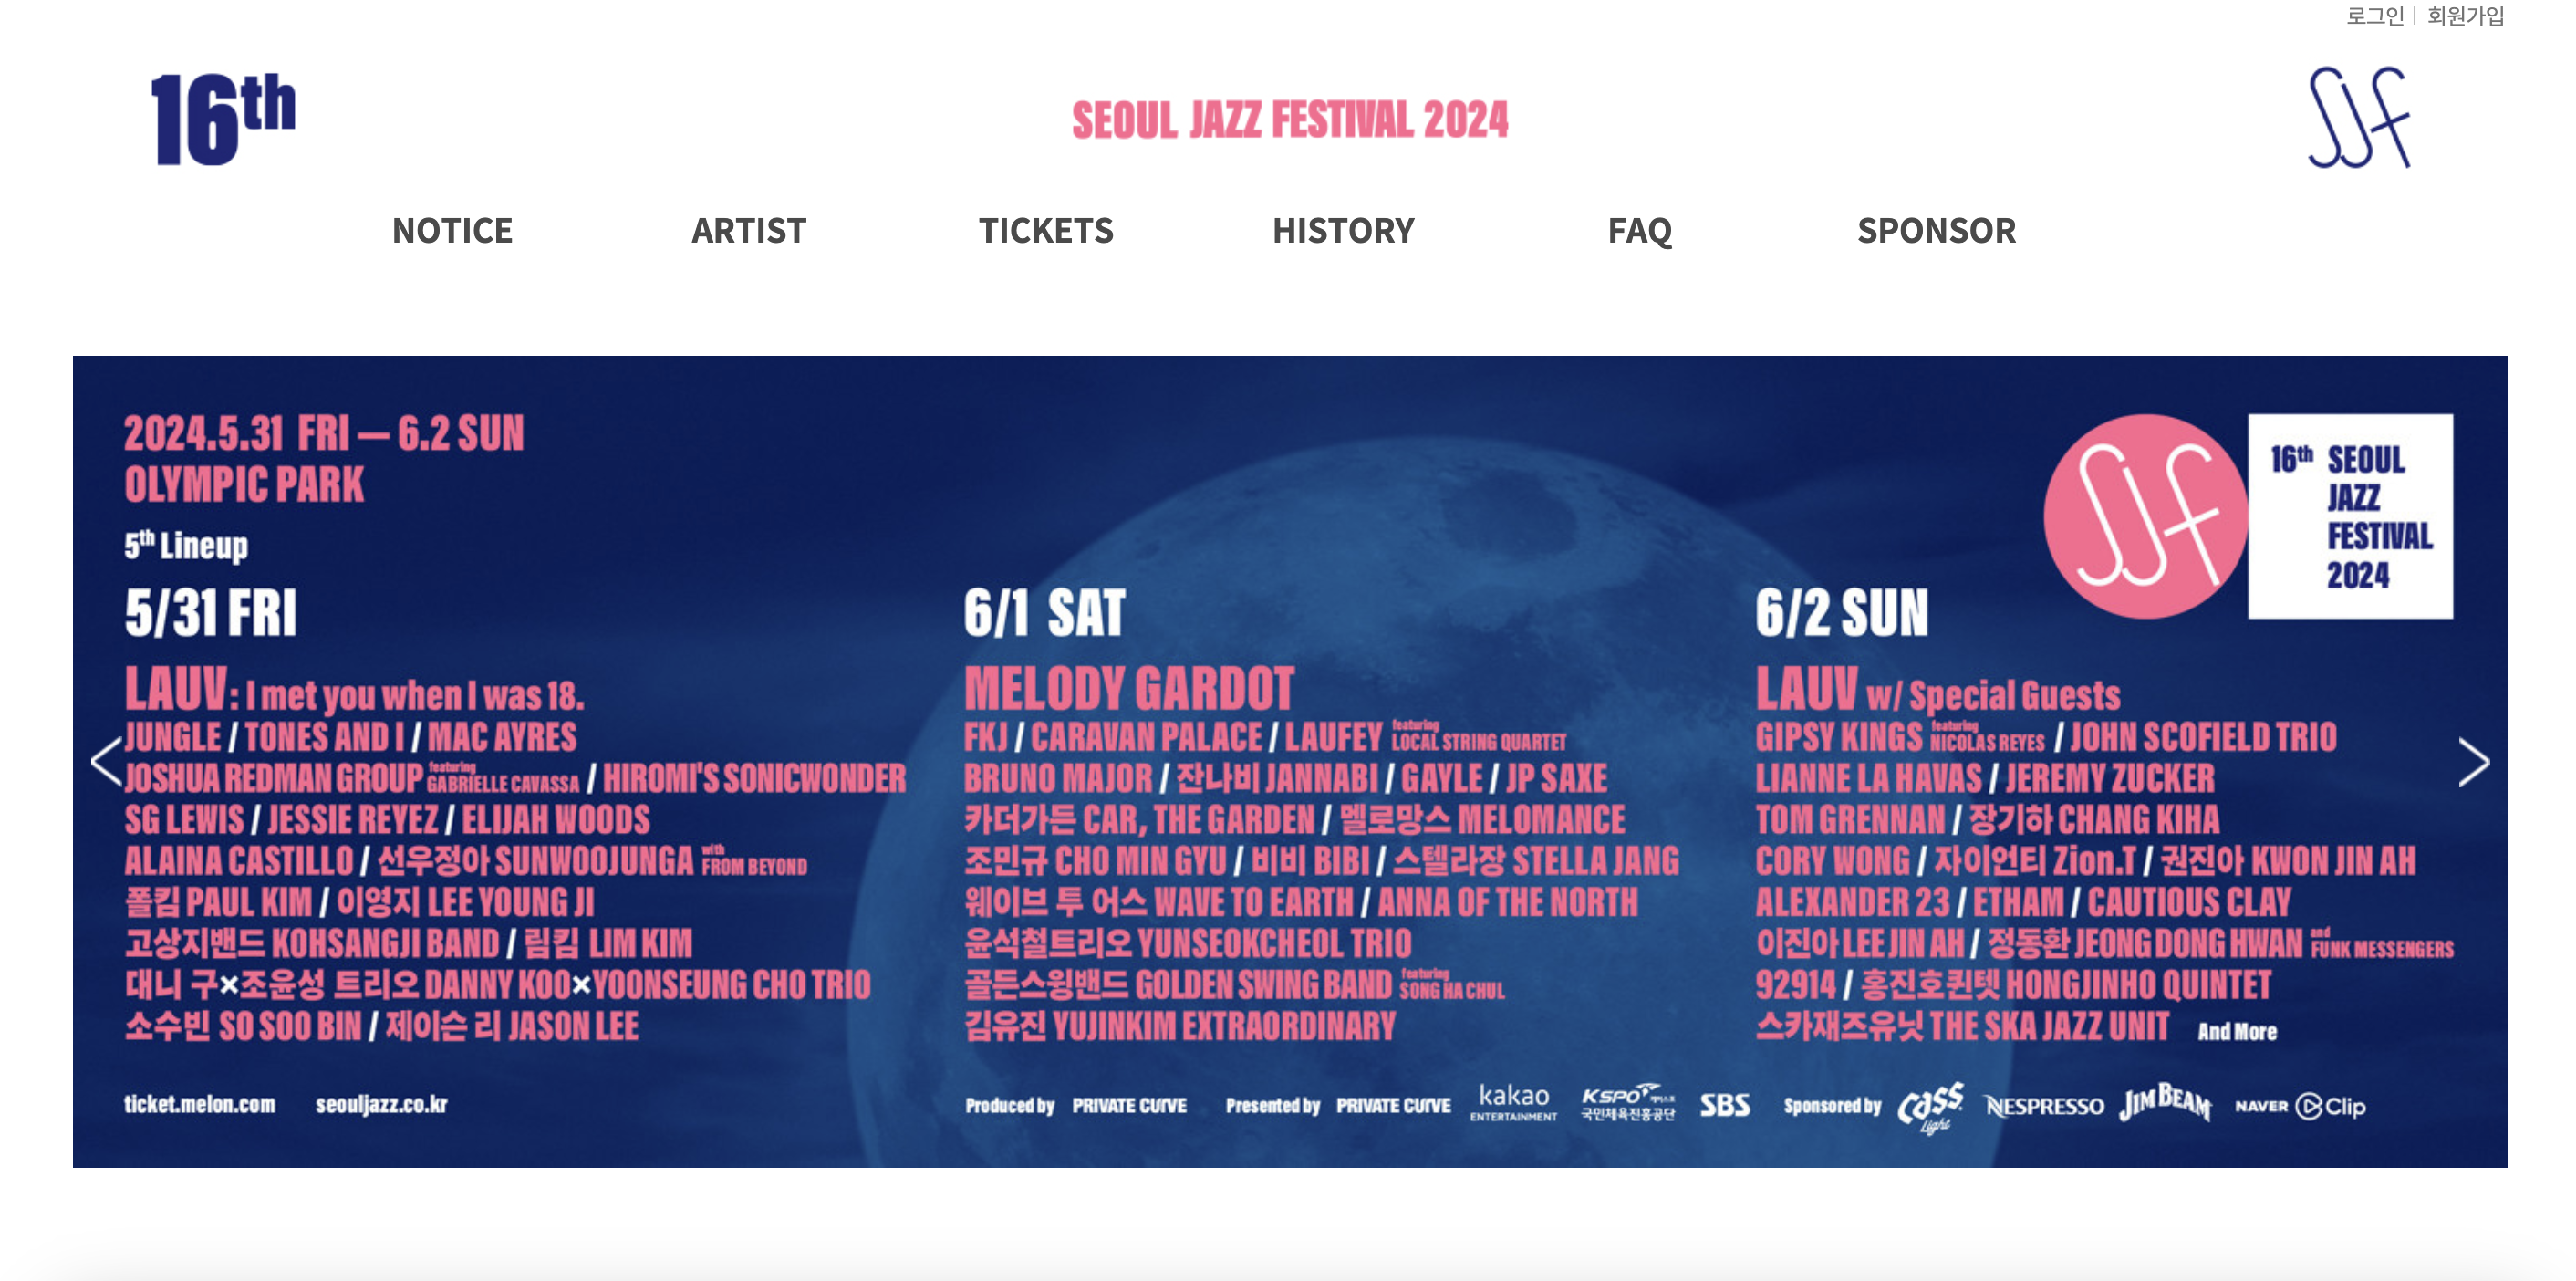 로그인 | 회원가입
16th
SEOUL JAZZ FESTIVAL 2024
SJF
NOTICE ARTIST TICKETS HISTORY FAQ SPONSOR
2024.5.31 FRI — 6.2 SUN
OLYMPIC PARK
5th Lineup
SJF
16th SEOUL
JAZZ
FESTIVAL
2024
5/31 FRI
LAUV: I met you when I was 18.
JUNGLE / TONES AND I / MAC AYRES
JOSHUA REDMAN GROUP featuring GABRIELLE CAVASSA / HIROMI'S SONICWONDER
SG LEWIS / JESSIE REYEZ / ELIJAH WOODS
ALAINA CASTILLO / 선우정아 SUNWOOJUNGA with FROM BEYOND
폴킴 PAUL KIM / 이영지 LEE YOUNG JI
고상지밴드 KOHSANGJI BAND / 림킴 LIM KIM
대니 구×조윤성 트리오 DANNY KOO×YOONSEUNG CHO TRIO
소수빈 SO SOO BIN / 제이슨 리 JASON LEE
6/1 SAT
MELODY GARDOT
FKJ / CARAVAN PALACE / LAUFEY featuring LOCAL STRING QUARTET
BRUNO MAJOR / 잔나비 JANNABI / GAYLE / JP SAXE
카더가든 CAR, THE GARDEN / 멜로망스 MELOMANCE
조민규 CHO MIN GYU / 비비 BIBI / 스텔라장 STELLA JANG
웨이브 투 어스 WAVE TO EARTH / ANNA OF THE NORTH
윤석철트리오 YUNSEOKCHEOL TRIO
골든스윙밴드 GOLDEN SWING BAND featuring SONG HA CHUL
김유진 YUJINKIM EXTRAORDINARY
6/2 SUN
LAUV w/ Special Guests
GIPSY KINGS featuring NICOLAS REYES / JOHN SCOFIELD TRIO
LIANNE LA HAVAS / JEREMY ZUCKER
TOM GRENNAN / 장기하 CHANG KIHA
CORY WONG / 자이언티 Zion.T / 권진아 KWON JIN AH
ALEXANDER 23 / ETHAM / CAUTIOUS CLAY
이진아 LEE JIN AH / 정동환 JEONG DONG HWAN and FUNK MESSENGERS
92914 / 홍진호퀸텟 HONGJINHO QUINTET
스카재즈유닛 THE SKA JAZZ UNIT And More
ticket.melon.com seouljazz.co.kr
Produced by PRIVATE CURVE Presented by PRIVATE CURVE kakao ENTERTAINMENT KSPO 국민체육진흥공단 SBS Sponsored by Cass Light NESPRESSO JIM BEAM NAVER Clip